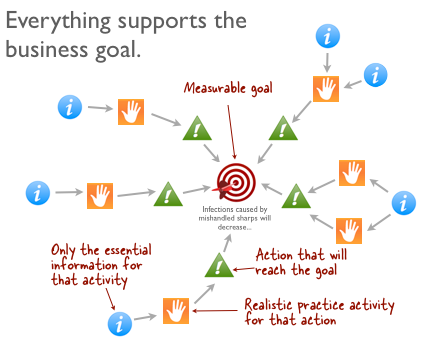 Everything supports the
business goal.
Measurable goal
Infections caused by
mishandled sharps will
decrease...
Only the essential
information for
that activity
Action that will
reach the goal
Realistic practice activity
for that action